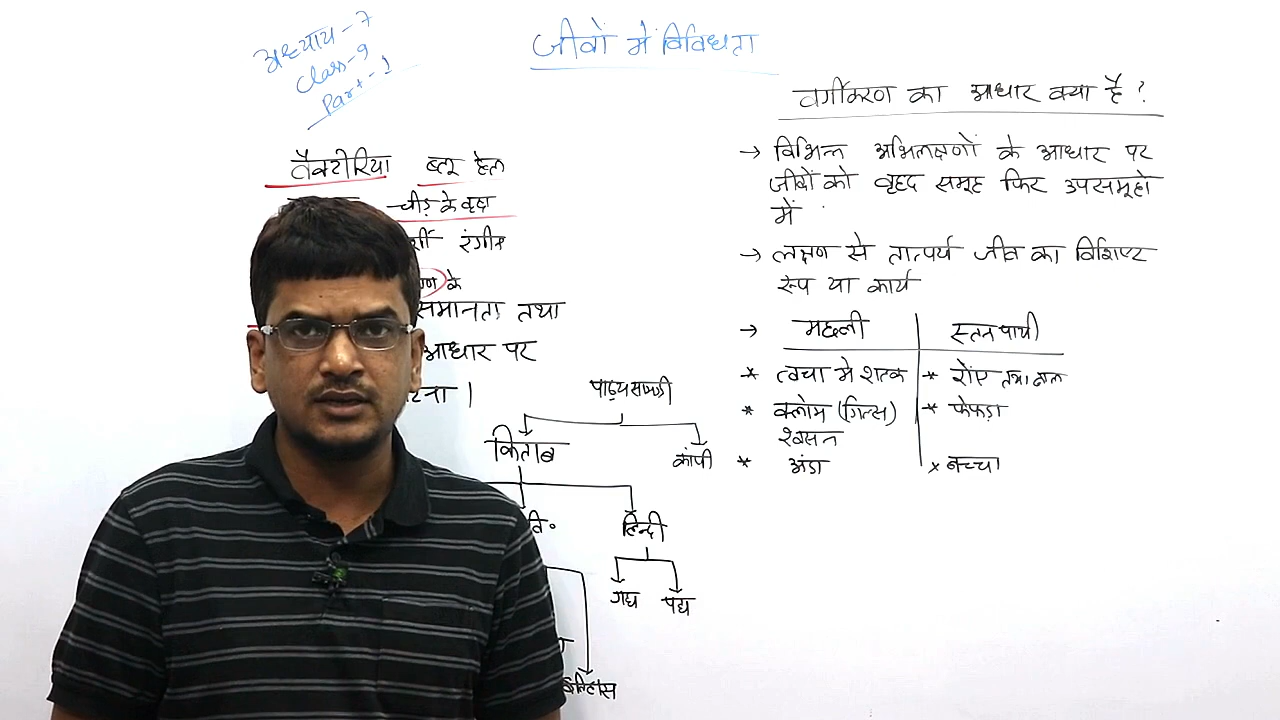 अध्याय-7
Class-9
Part-1
जीवों में विविधता
बैक्टीरिया ब्लू ह्वेल
चीड़ के वृक्ष
रंगीन
के
समानता तथा
आधार पर
।
पाठ्य सामग्री
किताब
कॉपी
वि॰
हिन्दी
गद्य पद्य
इतिहास
वर्गीकरण का आधार क्या है ?
→ विभिन्न अभिलक्षणों के आधार पर
जीवों को वृहद समूह फिर उपसमूहों
में
→ लक्षण से तात्पर्य जीव का विशिष्ट
रूप या कार्य
→ मछली | स्तनपायी
* त्वचा में शल्क * रोंए तथा बाल
* क्लोम (गिल्स) * फेफड़ा
श्वसन
* अंडा * बच्चा